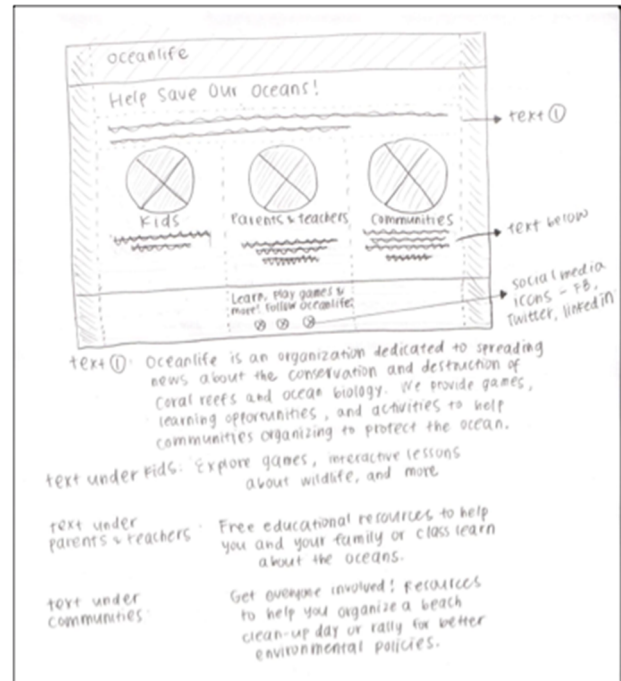 Oceanlife
Help Save Our Oceans!
→ text ①
Kids
Parents & teachers
Communities
→ text below
Learn, play games &
more! Follow oceanlife:
social media
icons - FB,
Twitter, linkedin
text ①: Oceanlife is an organization dedicated to spreading
news about the conservation and destruction of
coral reefs and ocean biology. We provide games,
learning opportunities, and activities to help
communities organizing to protect the ocean.
text under kids: Explore games, interactive lessons
about wildlife, and more
text under
parents & teachers: Free educational resources to help
you and your family or class learn
about the oceans.
text under
communities: Get everyone involved! Resources
to help you organize a beach
clean-up day or rally for better
environmental policies.